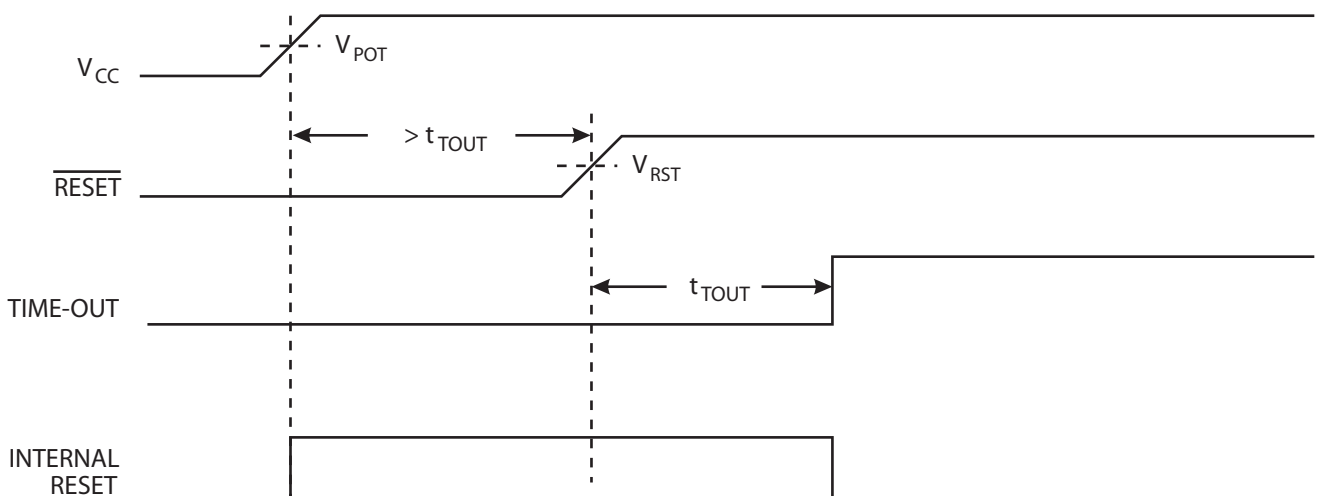 V_POT
V_CC
> t_TOUT
V_RST
RESET
t_TOUT
TIME-OUT
INTERNAL
RESET